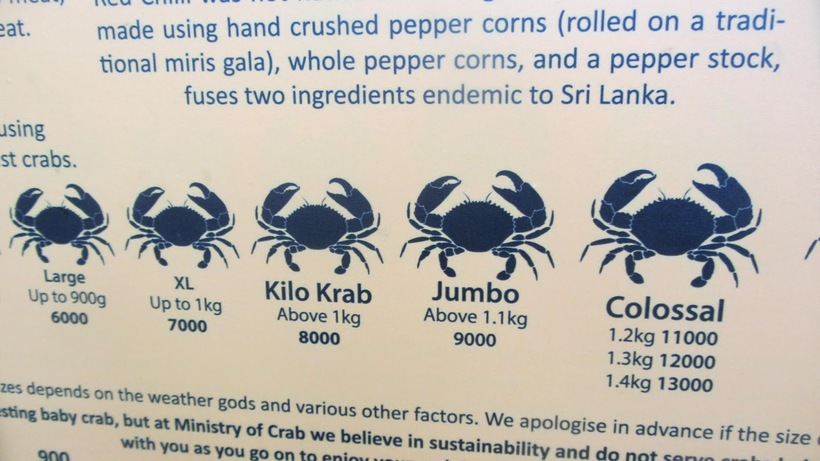 made using hand crushed pepper corns (rolled on a tradi-
tional miris gala), whole pepper corns, and a pepper stock,
fuses two ingredients endemic to Sri Lanka.
eat.
using
st crabs.
Large
Up to 900g
6000
XL
Up to 1kg
7000
Kilo Krab
Above 1kg
8000
Jumbo
Above 1.1kg
9000
Colossal
1.2kg 11000
1.3kg 12000
1.4kg 13000
zes depends on the weather gods and various other factors. We apologise in advance if the size
sting baby crab, but at Ministry of Crab we believe in sustainability and do not serve
with you as you go on to enjoy
900